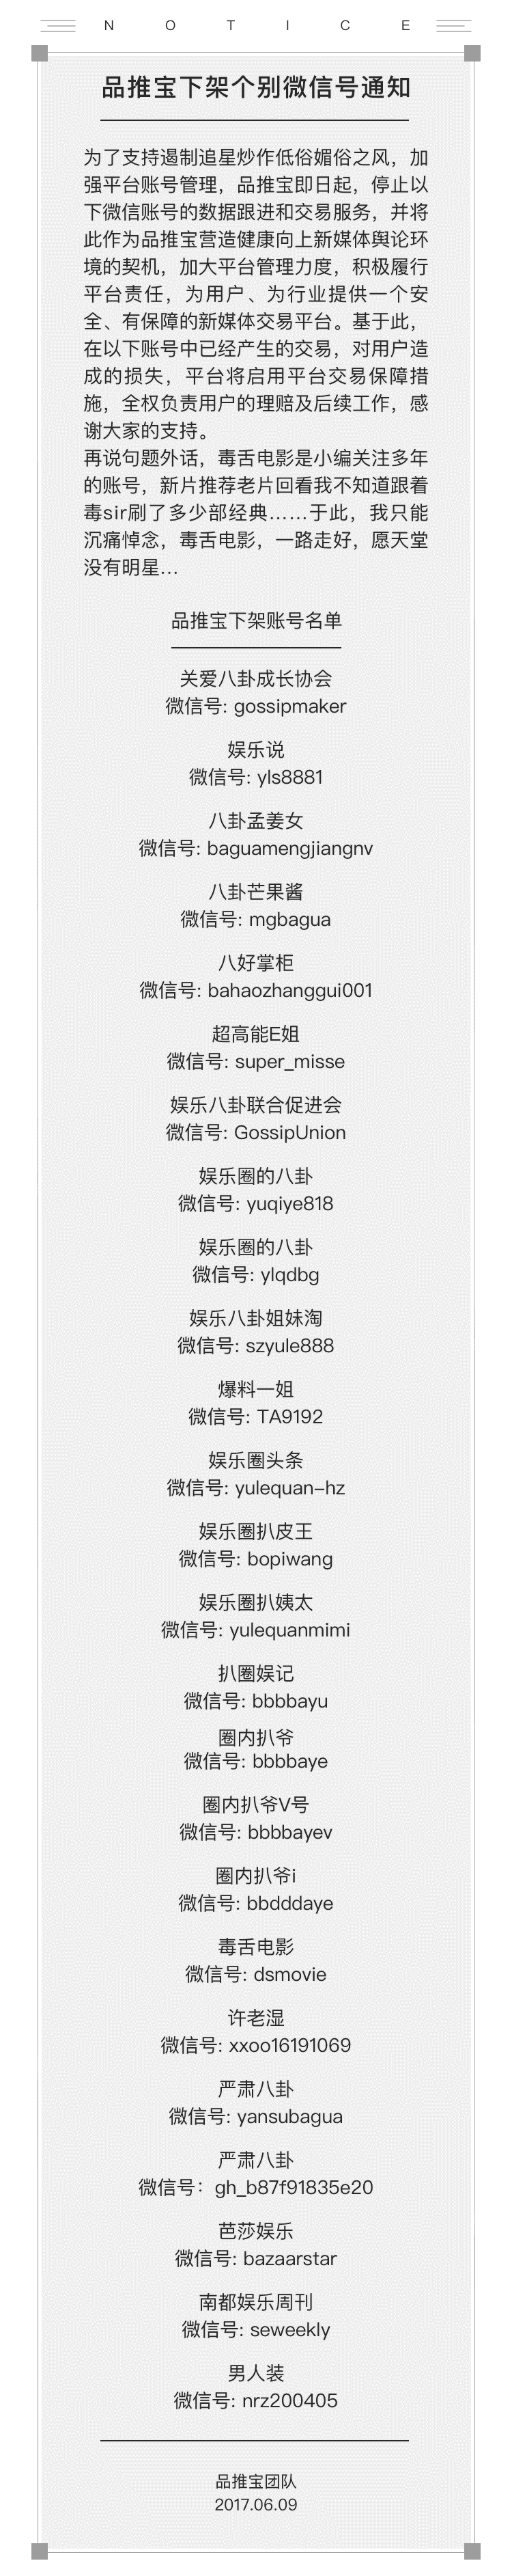 NOTICE
品推宝下架个别微信号通知
为了支持遏制追星炒作低俗媚俗之风，加
强平台账号管理，品推宝即日起，停止以
下微信账号的数据跟进和交易服务，并将
此作为品推宝营造健康向上新媒体舆论环
境的契机，加大平台管理力度，积极履行
平台责任，为用户、为行业提供一个安
全、有保障的新媒体交易平台。基于此，
在以下账号中已经产生的交易，对用户造
成的损失，平台将启用平台交易保障措
施，全权负责用户的理赔及后续工作，感
谢大家的支持。
再说句题外话，毒舌电影是小编关注多年
的账号，新片推荐老片回看我不知道跟着
毒sir刷了多少部经典……于此，我只能
沉痛悼念，毒舌电影，一路走好，愿天堂
没有明星…
品推宝下架账号名单
关爱八卦成长协会
微信号: gossipmaker
娱乐说
微信号: yls8881
八卦孟姜女
微信号: baguamengjiangnv
八卦芒果酱
微信号: mgbagua
八好掌柜
微信号: bahaozhanggui001
超高能E姐
微信号: super_misse
娱乐八卦联合促进会
微信号: GossipUnion
娱乐圈的八卦
微信号: yuqiye818
娱乐圈的八卦
微信号: ylqdbg
娱乐八卦姐妹淘
微信号: szyule888
爆料一姐
微信号: TA9192
娱乐圈头条
微信号: yulequan-hz
娱乐圈扒皮王
微信号: bopiwang
娱乐圈扒姨太
微信号: yulequanmimi
扒圈娱记
微信号: bbbbayu
圈内扒爷
微信号: bbbbaye
圈内扒爷V号
微信号: bbbbayev
圈内扒爷i
微信号: bbdddaye
毒舌电影
微信号: dsmovie
许老湿
微信号: xxoo16191069
严肃八卦
微信号: yansubagua
严肃八卦
微信号：gh_b87f91835e20
芭莎娱乐
微信号: bazaarstar
南都娱乐周刊
微信号: seweekly
男人装
微信号: nrz200405
品推宝团队
2017.06.09